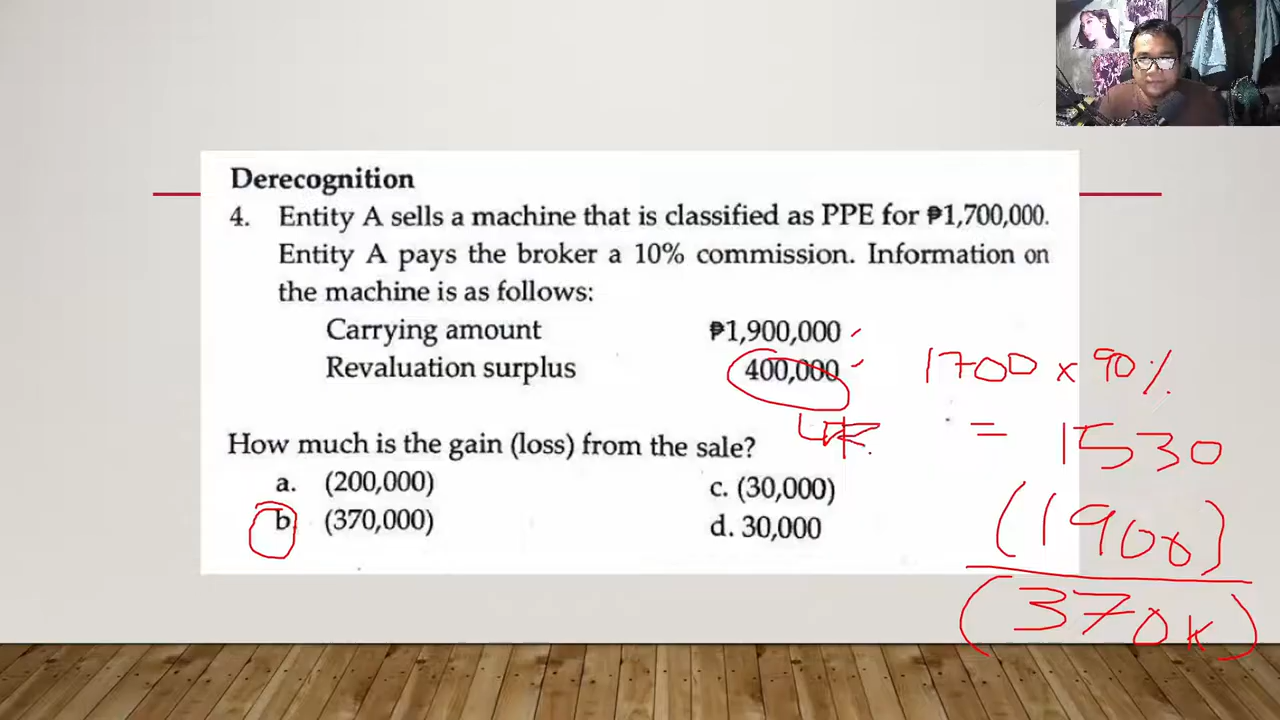 Derecognition
4. Entity A sells a machine that is classified as PPE for ₱1,700,000.
Entity A pays the broker a 10% commission. Information on
the machine is as follows:
Carrying amount ₱1,900,000
Revaluation surplus 400,000
1700 x 90%
= 1530
(1900)
(370k)
How much is the gain (loss) from the sale?
a. (200,000) c. (30,000)
b (370,000) d. 30,000